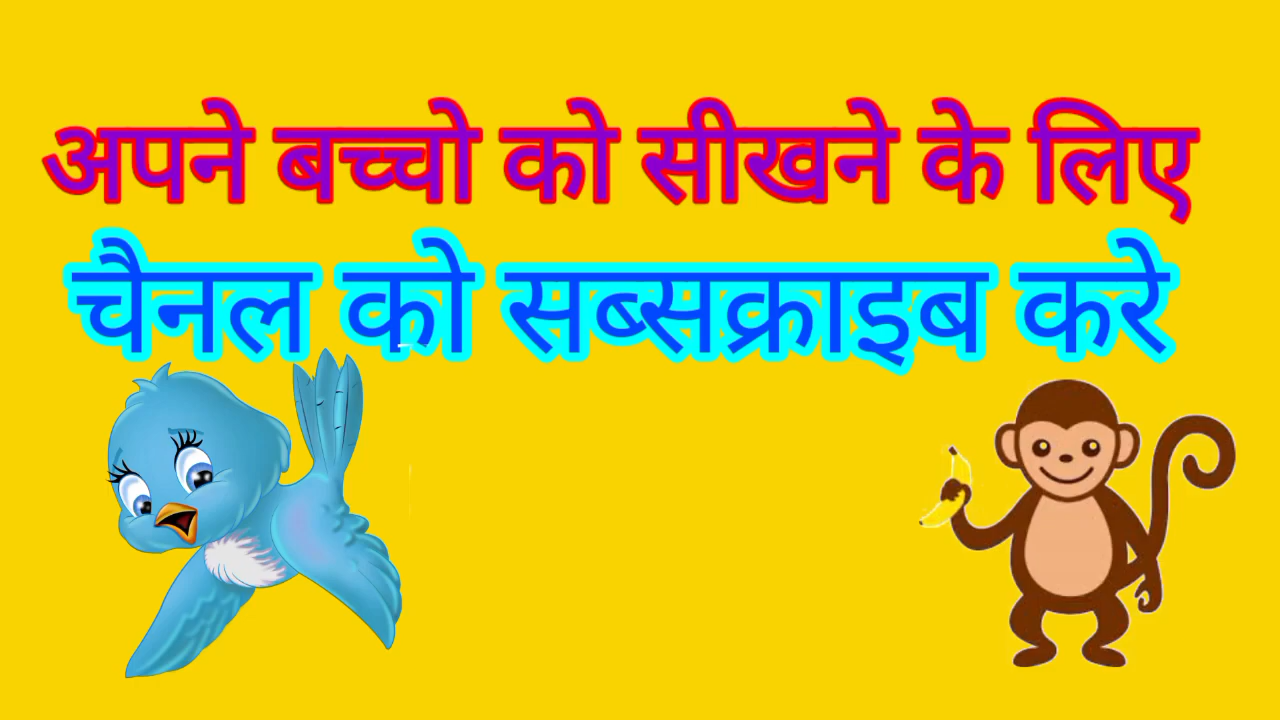 अपने बच्चो को सीखने के लिए
चैनल को सब्सक्राइब करे